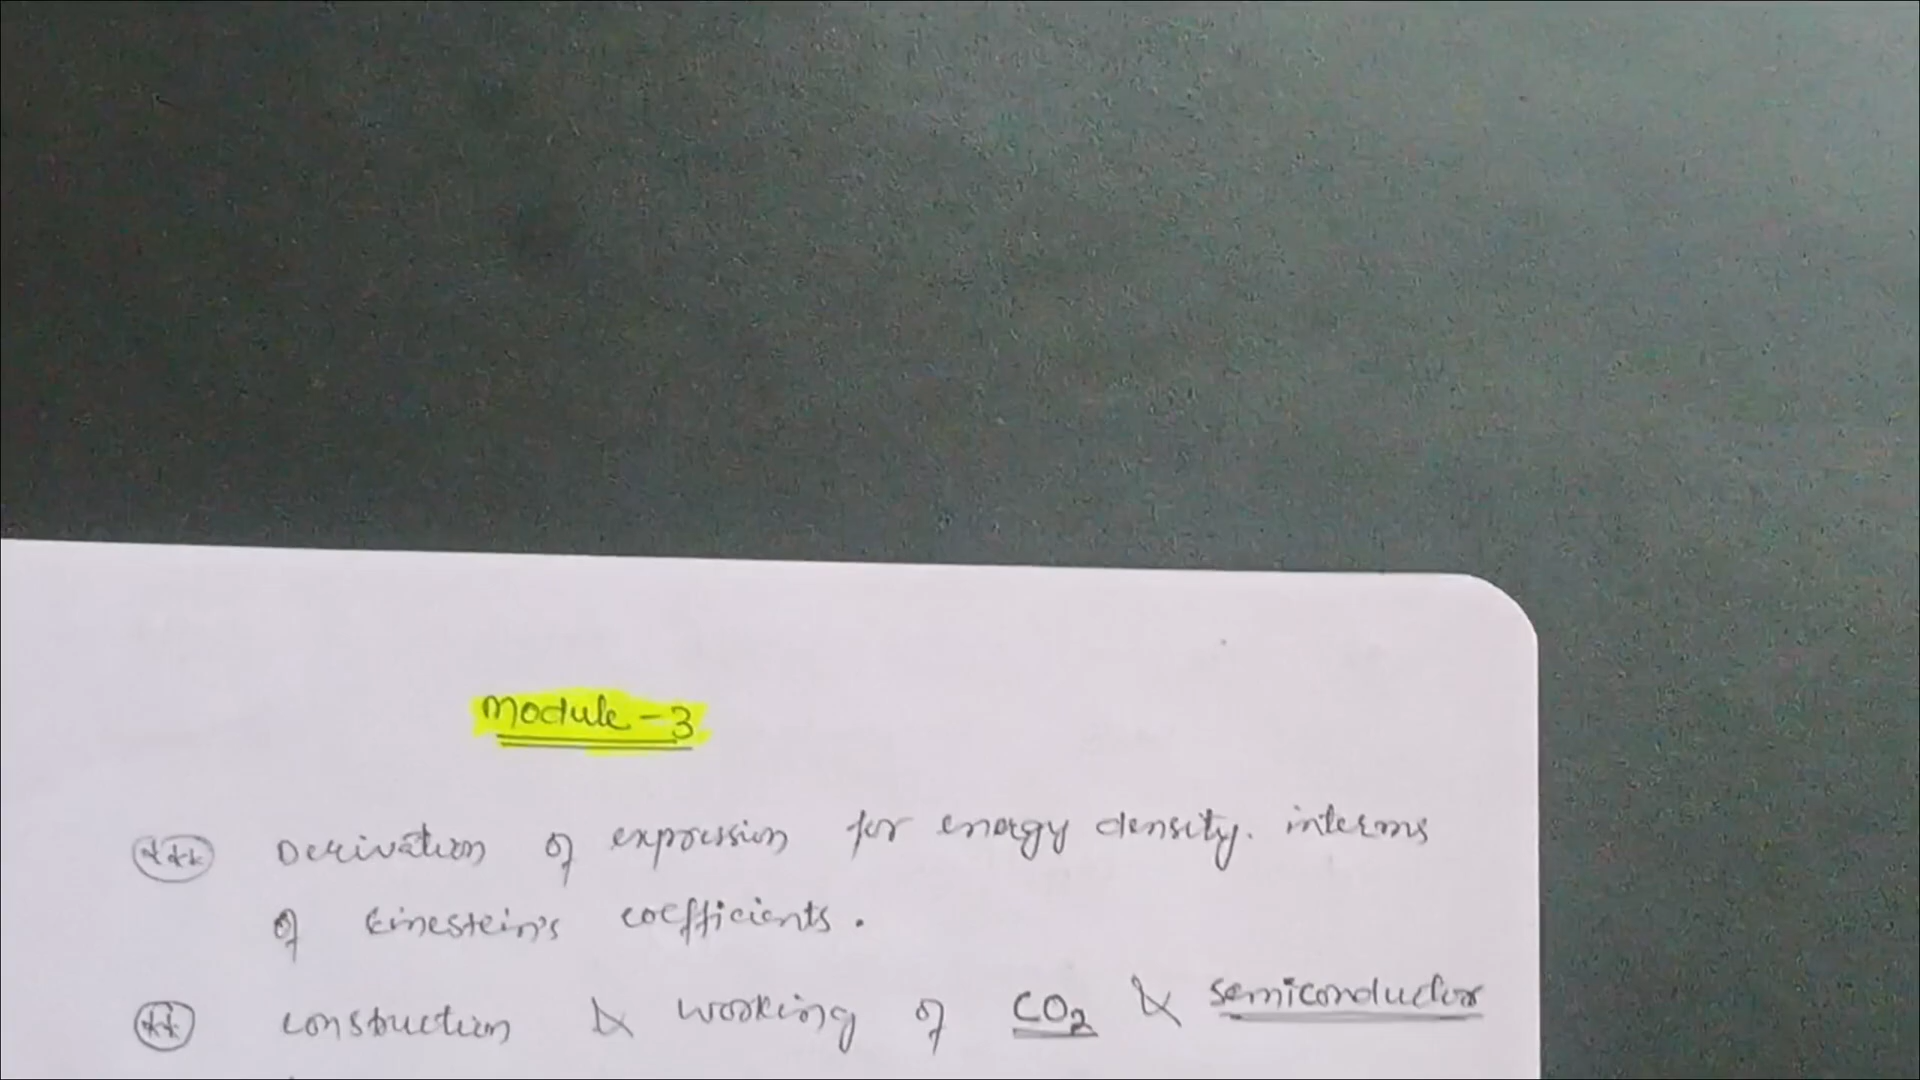 Module - 3
*** Derivation of expression for energy density. interms
of Einestein's coefficients.
** construction & working of CO2 & semiconductor